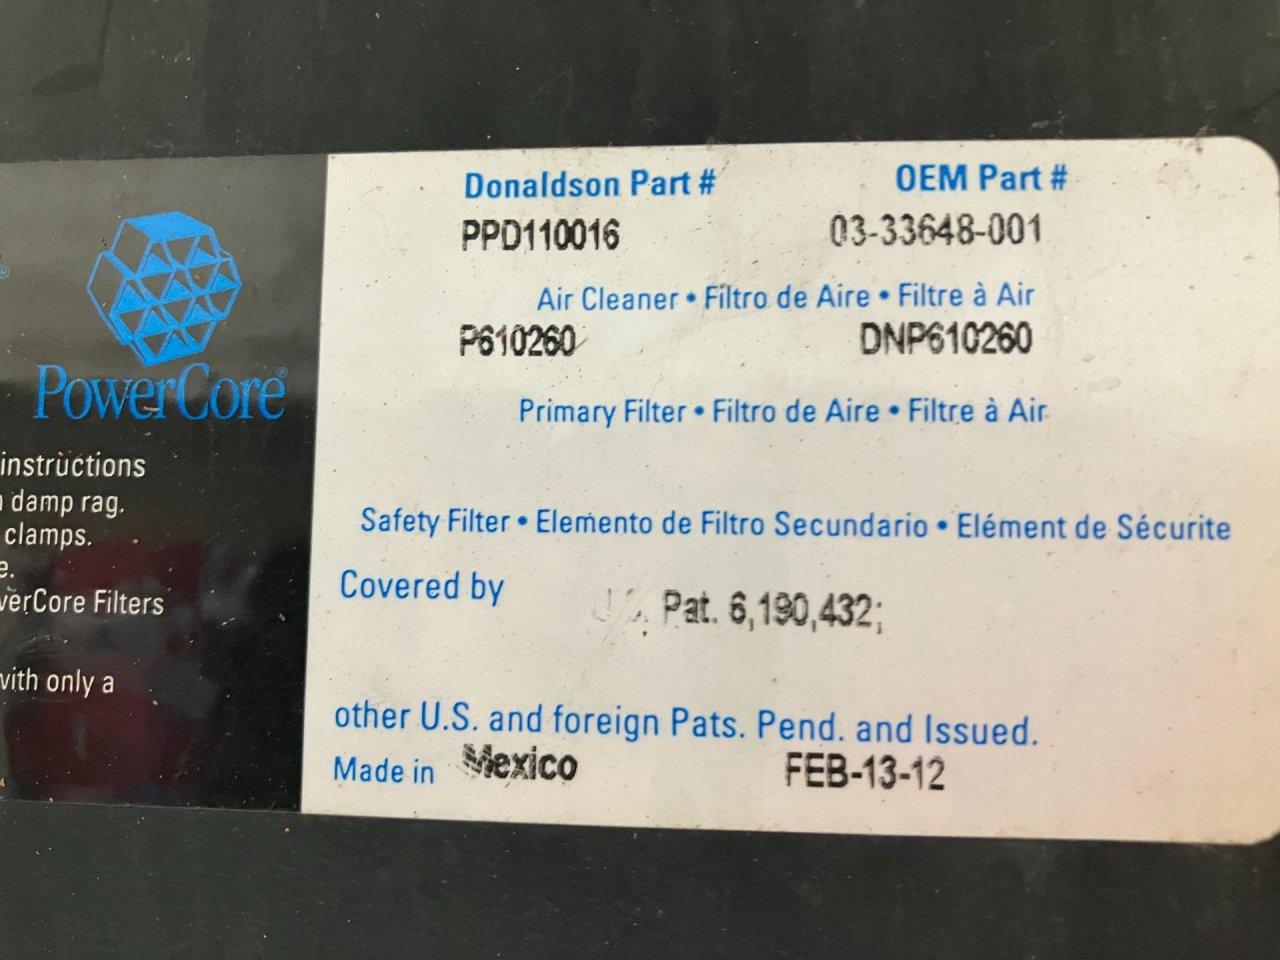 PowerCore®
instructions
damp rag.
clamps.
e.
verCore Filters
with only a
Donaldson Part # OEM Part #
PPD110016 03-33648-001
Air Cleaner • Filtro de Aire • Filtre à Air
P610260 DNP610260
Primary Filter • Filtro de Aire • Filtre à Air
Safety Filter • Elemento de Filtro Secundario • Elément de Sécurite
Covered by U.S. Pat. 6,190,432;
other U.S. and foreign Pats. Pend. and Issued.
Made in Mexico FEB-13-12